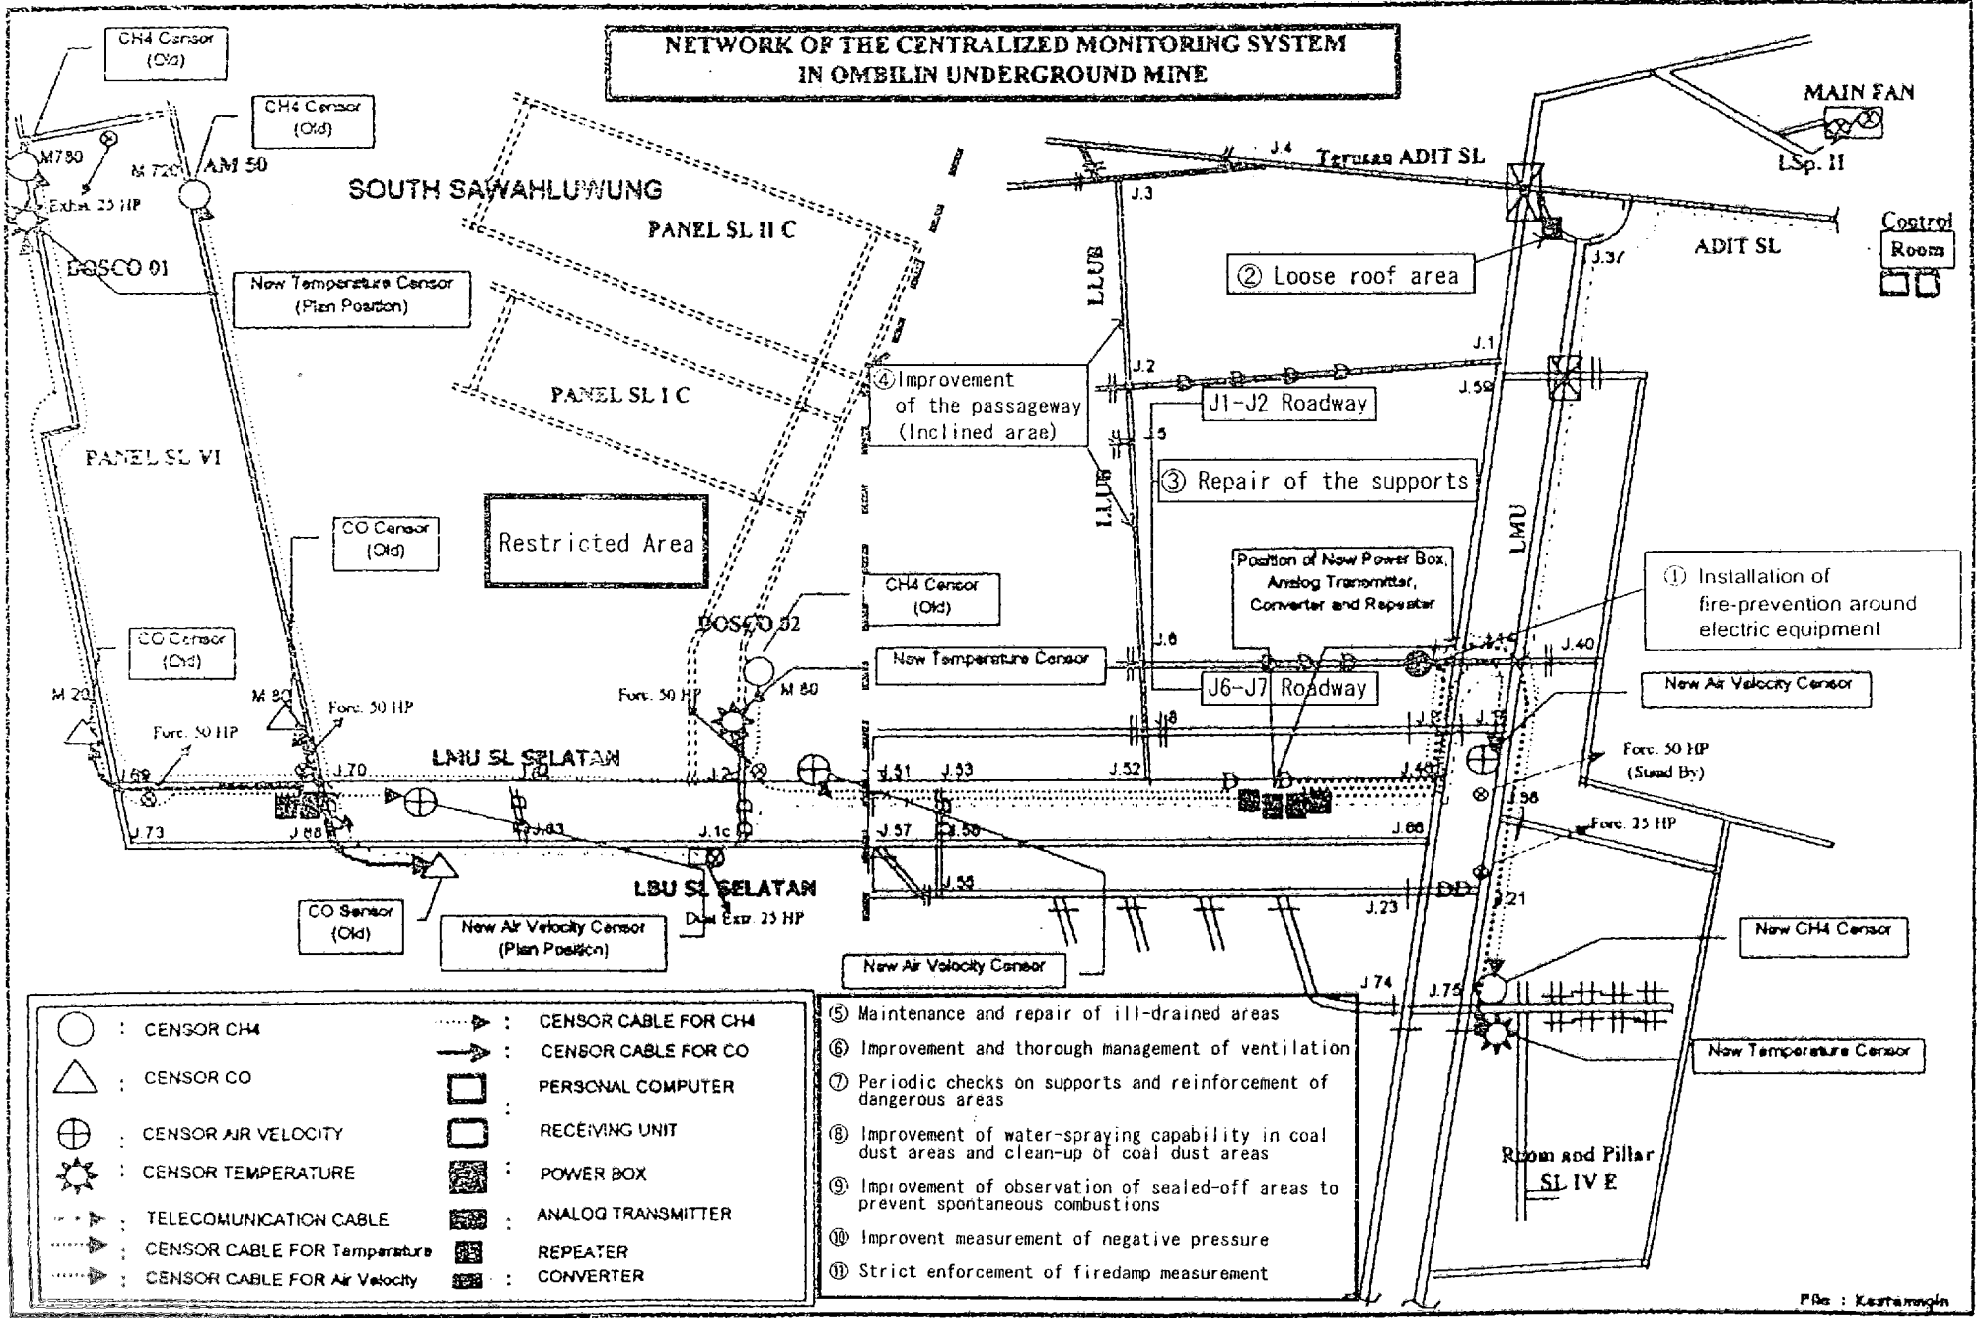 NETWORK OF THE CENTRALIZED MONITORING SYSTEM
IN OMBILIN UNDERGROUND MINE
CH4 Censor
(Old)
CH4 Censor
(Old)
M780
M 720
AM 50
Exha. 25 HP
DOSCO 01
New Temperature Censor
(Plan Position)
SOUTH SAWAHLUWUNG
PANEL SL II C
PANEL SL I C
PANEL SL VI
Restricted Area
CO Censor
(Old)
CO Censor
(Old)
M 20
M 80
Forc. 50 HP
Forc. 50 HP
Forc. 50 HP
DOSCO 02
M 80
CH4 Censor
(Old)
New Temperature Censor
MAIN FAN
LSp. II
Control
Room
ADIT SL
Terusan ADIT SL
J.4
J.3
J.37
② Loose roof area
LLUB
J.1
J.2
J.59
④ Improvement
of the passageway
(Inclined arae)
J1-J2 Roadway
J.5
LLUB
③ Repair of the supports
LMU
Position of New Power Box,
Analog Transmitter,
Converter and Repeater
① Installation of
fire-prevention around
electric equipment
J.6
J.40
J6-J7 Roadway
New Air Velocity Censor
J.8
Forc. 50 HP
(Stand By)
LMU SL SELATAN
J.69
J.70
J.51
J.53
J.52
J.73
J.88
J.63
J.1c
J.57
J.58
J.66
Forc. 25 HP
J.55
LBU SL SELATAN
Dust Extr. 25 HP
J.23
J.21
CO Sensor
(Old)
New Air Velocity Censor
(Plan Position)
New Air Velocity Censor
New CH4 Censor
J.74
J.75
New Temperature Censor
Room and Pillar
SL IV E
: CENSOR CH4
: CENSOR CO
: CENSOR AIR VELOCITY
: CENSOR TEMPERATURE
: TELECOMUNICATION CABLE
: CENSOR CABLE FOR Temperature
: CENSOR CABLE FOR Air Velocity
: CENSOR CABLE FOR CH4
: CENSOR CABLE FOR CO
: PERSONAL COMPUTER
RECEIVING UNIT
: POWER BOX
: ANALOG TRANSMITTER
REPEATER
: CONVERTER
⑤ Maintenance and repair of ill-drained areas
⑥ Improvement and thorough management of ventilation
⑦ Periodic checks on supports and reinforcement of
dangerous areas
⑧ Improvement of water-spraying capability in coal
dust areas and clean-up of coal dust areas
⑨ Improvement of observation of sealed-off areas to
prevent spontaneous combustions
⑩ Improvent measurement of negative pressure
⑪ Strict enforcement of firedamp measurement